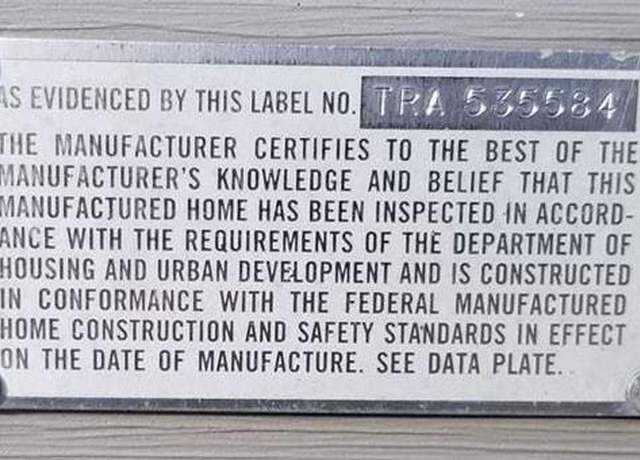 AS EVIDENCED BY THIS LABEL NO. TRA 535584
THE MANUFACTURER CERTIFIES TO THE BEST OF THE
MANUFACTURER'S KNOWLEDGE AND BELIEF THAT THIS
MANUFACTURED HOME HAS BEEN INSPECTED IN ACCORD-
ANCE WITH THE REQUIREMENTS OF THE DEPARTMENT OF
HOUSING AND URBAN DEVELOPMENT AND IS CONSTRUCTED
IN CONFORMANCE WITH THE FEDERAL MANUFACTURED
HOME CONSTRUCTION AND SAFETY STANDARDS IN EFFECT
ON THE DATE OF MANUFACTURE. SEE DATA PLATE.